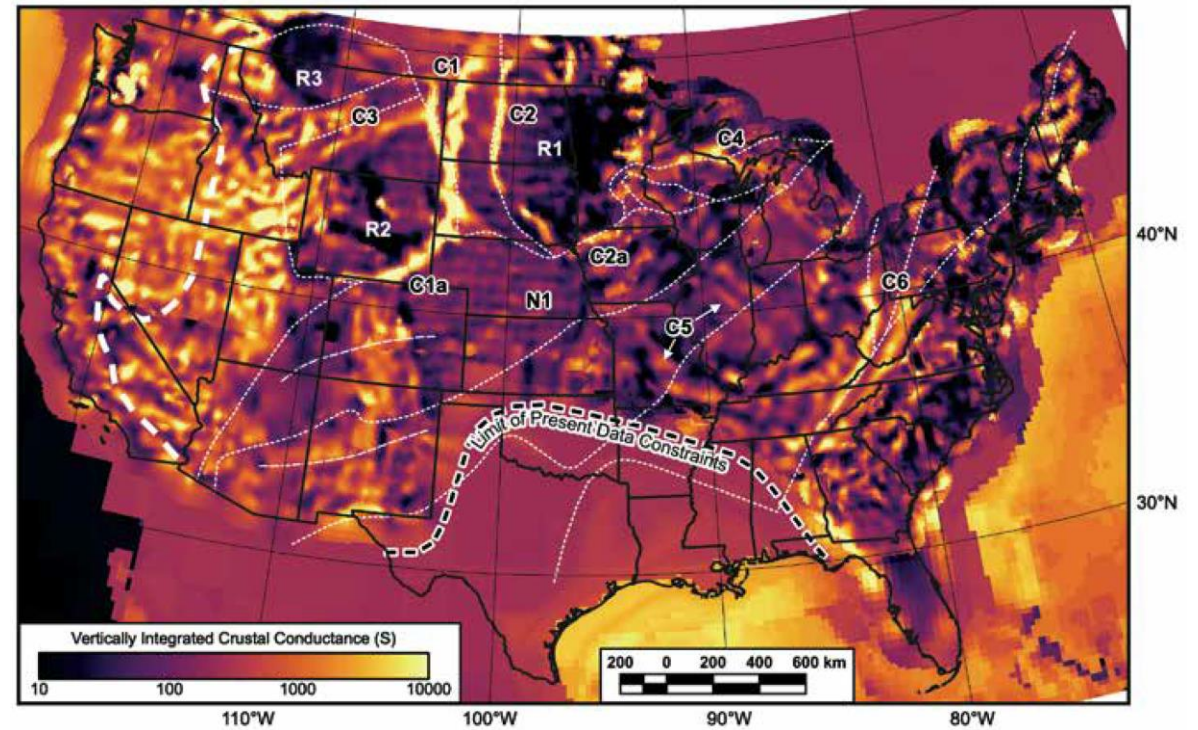 C1
R3
C2
C3
C4
R1
R2
40°N
C2a
C1a
C6
N1
C5
Limit of Present Data Constraints
30°N
Vertically Integrated Crustal Conductance (S)
10 100 1000 10000
200 0 200 400 600 km
110°W 100°W 90°W 80°W